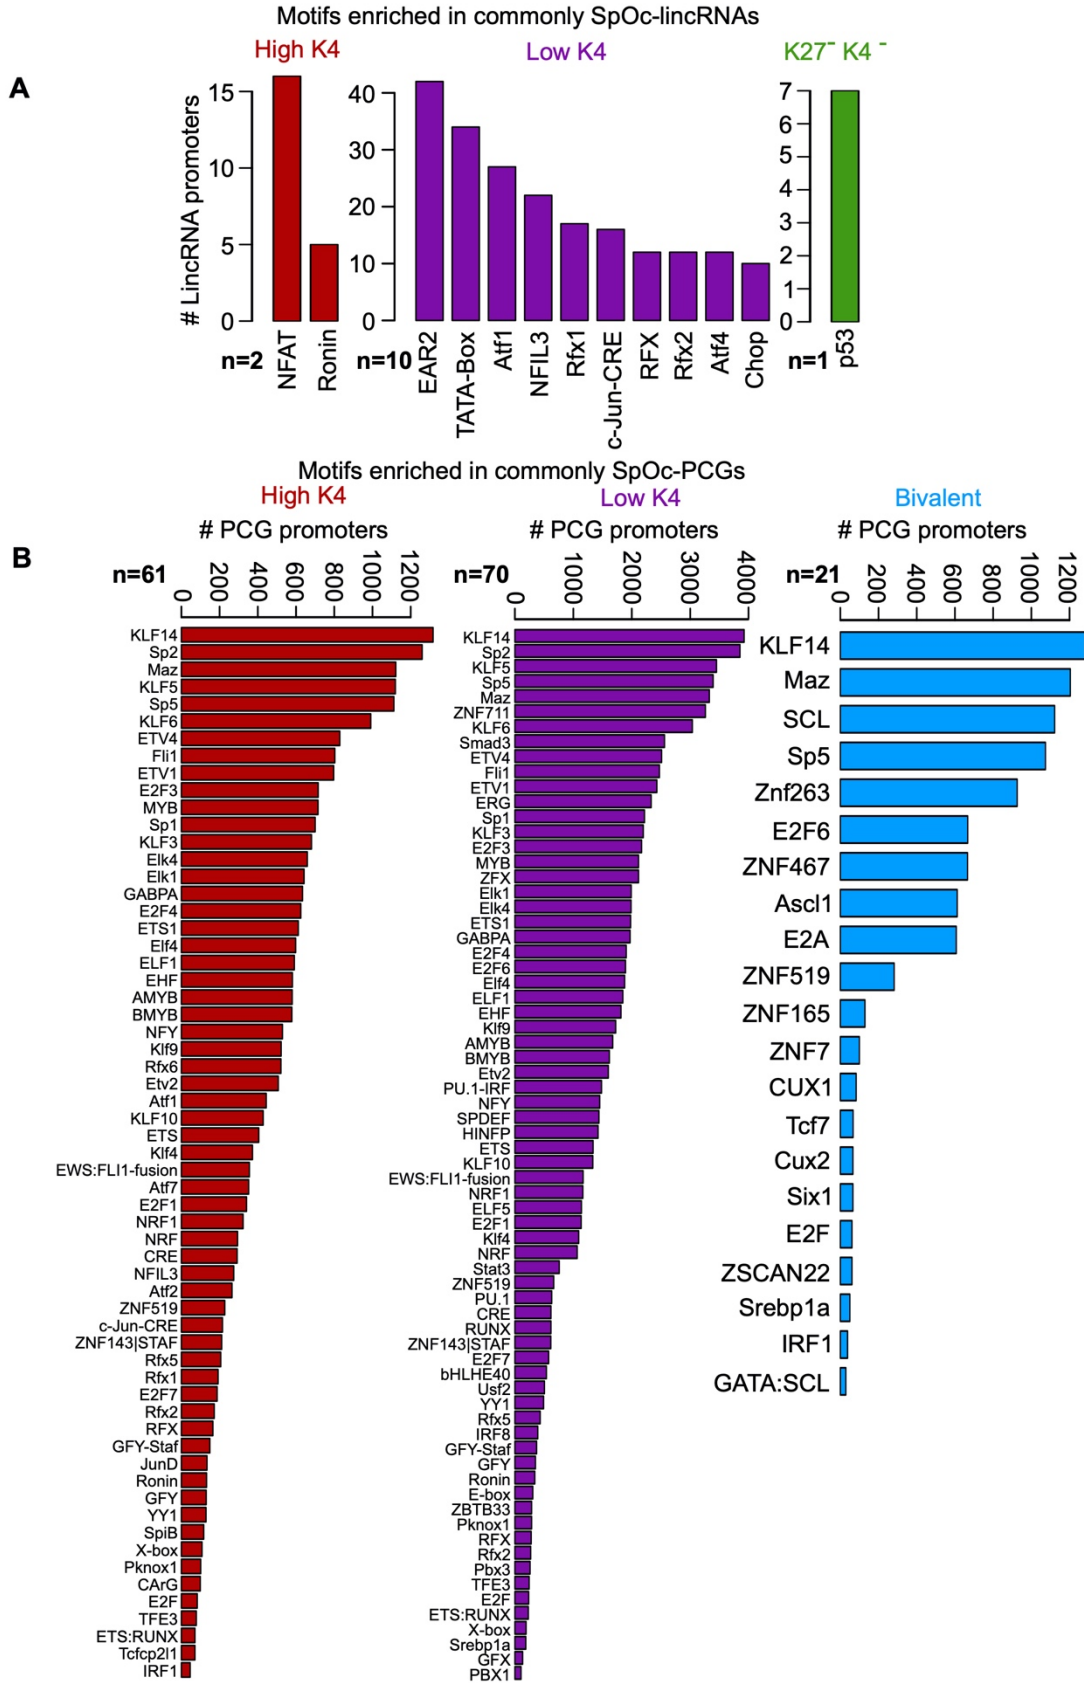 Motifs enriched in commonly SpOc-lincRNAs
High K4
Low K4
K27⁻ K4 ⁻
A
# LincRNA promoters
15
10
5
0
n=2
NFAT
Ronin
40
30
20
10
0
n=10
EAR2
TATA-Box
Atf1
NFIL3
Rfx1
c-Jun-CRE
RFX
Rfx2
Atf4
Chop
7
6
5
4
3
2
1
0
n=1
p53
Motifs enriched in commonly SpOc-PCGs
High K4
Low K4
Bivalent
B
# PCG promoters
n=61
0
200
400
600
800
1000
1200
KLF14
Sp2
Maz
KLF5
Sp5
KLF6
ETV4
Fli1
ETV1
E2F3
MYB
Sp1
KLF3
Elk4
Elk1
GABPA
E2F4
ETS1
Elf4
ELF1
EHF
AMYB
BMYB
NFY
Klf9
Rfx6
Etv2
Atf1
KLF10
ETS
Klf4
EWS:FLI1-fusion
Atf7
E2F1
NRF1
NRF
CRE
NFIL3
Atf2
ZNF519
c-Jun-CRE
ZNF143|STAF
Rfx5
Rfx1
E2F7
Rfx2
RFX
GFY-Staf
JunD
Ronin
GFY
YY1
SpiB
X-box
Pknox1
CArG
E2F
TFE3
ETS:RUNX
Tcfcp2l1
IRF1
# PCG promoters
n=70
0
1000
2000
3000
4000
KLF14
Sp2
KLF5
Sp5
Maz
ZNF711
KLF6
Smad3
ETV4
Fli1
ETV1
ERG
Sp1
KLF3
E2F3
MYB
ZFX
Elk1
Elk4
ETS1
GABPA
E2F4
E2F6
Elf4
ELF1
EHF
Klf9
AMYB
BMYB
Etv2
PU.1-IRF
NFY
SPDEF
HINFP
ETS
KLF10
EWS:FLI1-fusion
NRF1
ELF5
E2F1
Klf4
NRF
Stat3
ZNF519
PU.1
CRE
RUNX
ZNF143|STAF
E2F7
bHLHE40
Usf2
YY1
Rfx5
IRF8
GFY-Staf
GFY
Ronin
E-box
ZBTB33
Pknox1
RFX
Rfx2
Pbx3
TFE3
E2F
ETS:RUNX
X-box
Srebp1a
GFX
PBX1
# PCG promoters
n=21
0
200
400
600
800
1000
1200
KLF14
Maz
SCL
Sp5
Znf263
E2F6
ZNF467
Ascl1
E2A
ZNF519
ZNF165
ZNF7
CUX1
Tcf7
Cux2
Six1
E2F
ZSCAN22
Srebp1a
IRF1
GATA:SCL